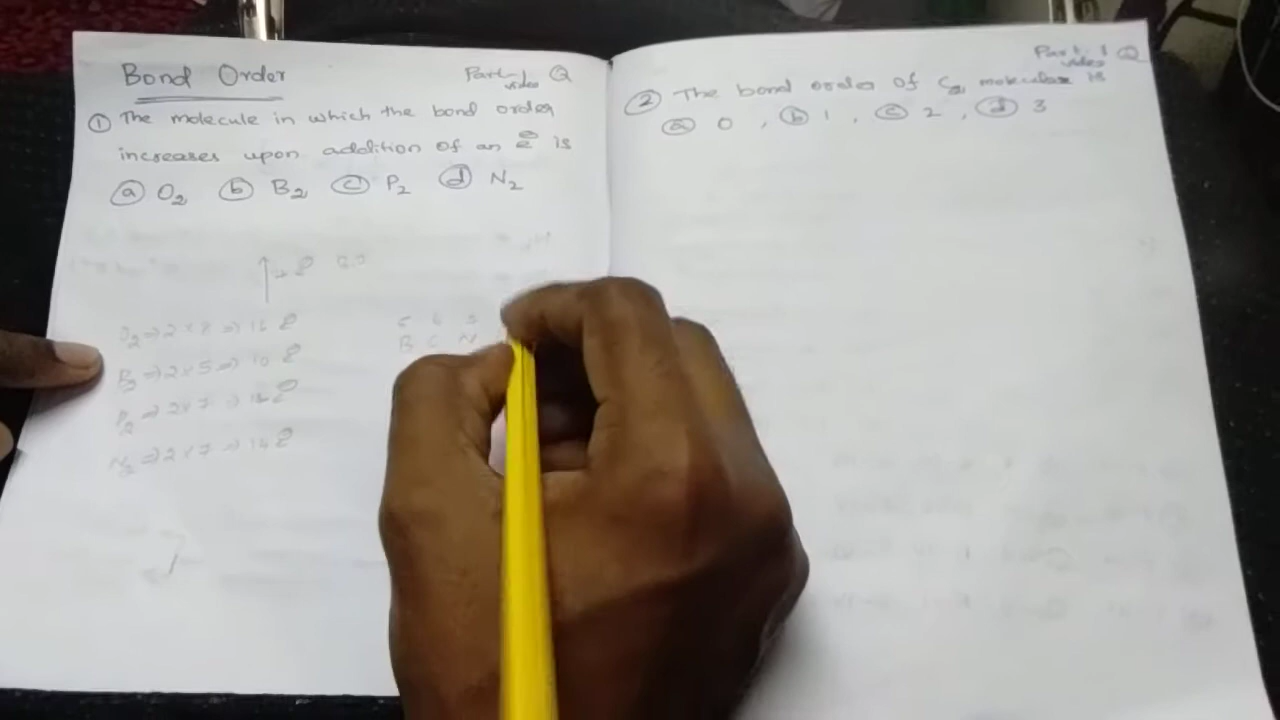 Bond Order
Part-1 Q
video
① The molecule in which the bond order
increases upon addition of an e⁻ is
ⓐ O₂ ⓑ B₂ ⓒ P₂ ⓓ N₂
O₂ ⇒ 2×8 ⇒ 16 e⁻
B₂ ⇒ 2×5 ⇒ 10 e⁻
P₂ ⇒ 2×7 ⇒
N₂ ⇒ 2×7 ⇒ 14 e⁻
B C N
Part-1 Q
video
② The bond order of C₂ molecule is
ⓐ 0 , ⓑ 1 , ⓒ 2 , ⓓ 3